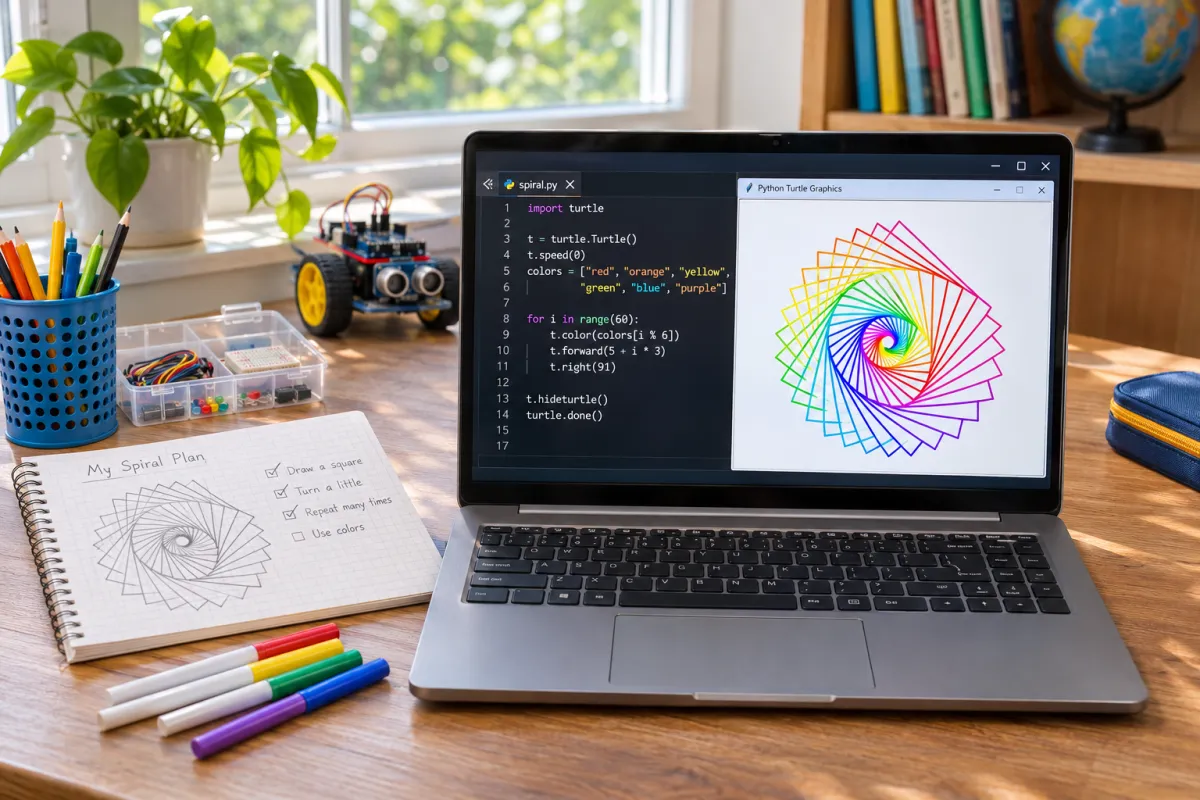 spiral.py
Python Turtle Graphics
1 import turtle
2
3 t = turtle.Turtle()
4 t.speed(0)
5 colors = ["red", "orange", "yellow",
6 "green", "blue", "purple"]
7
8 for i in range(60):
9 t.color(colors[i % 6])
10 t.forward(5 + i * 3)
11 t.right(91)
12
13 t.hideturtle()
14 turtle.done()
15
17
My Spiral Plan
Draw a square
Turn a little
Repeat many times
Use colors